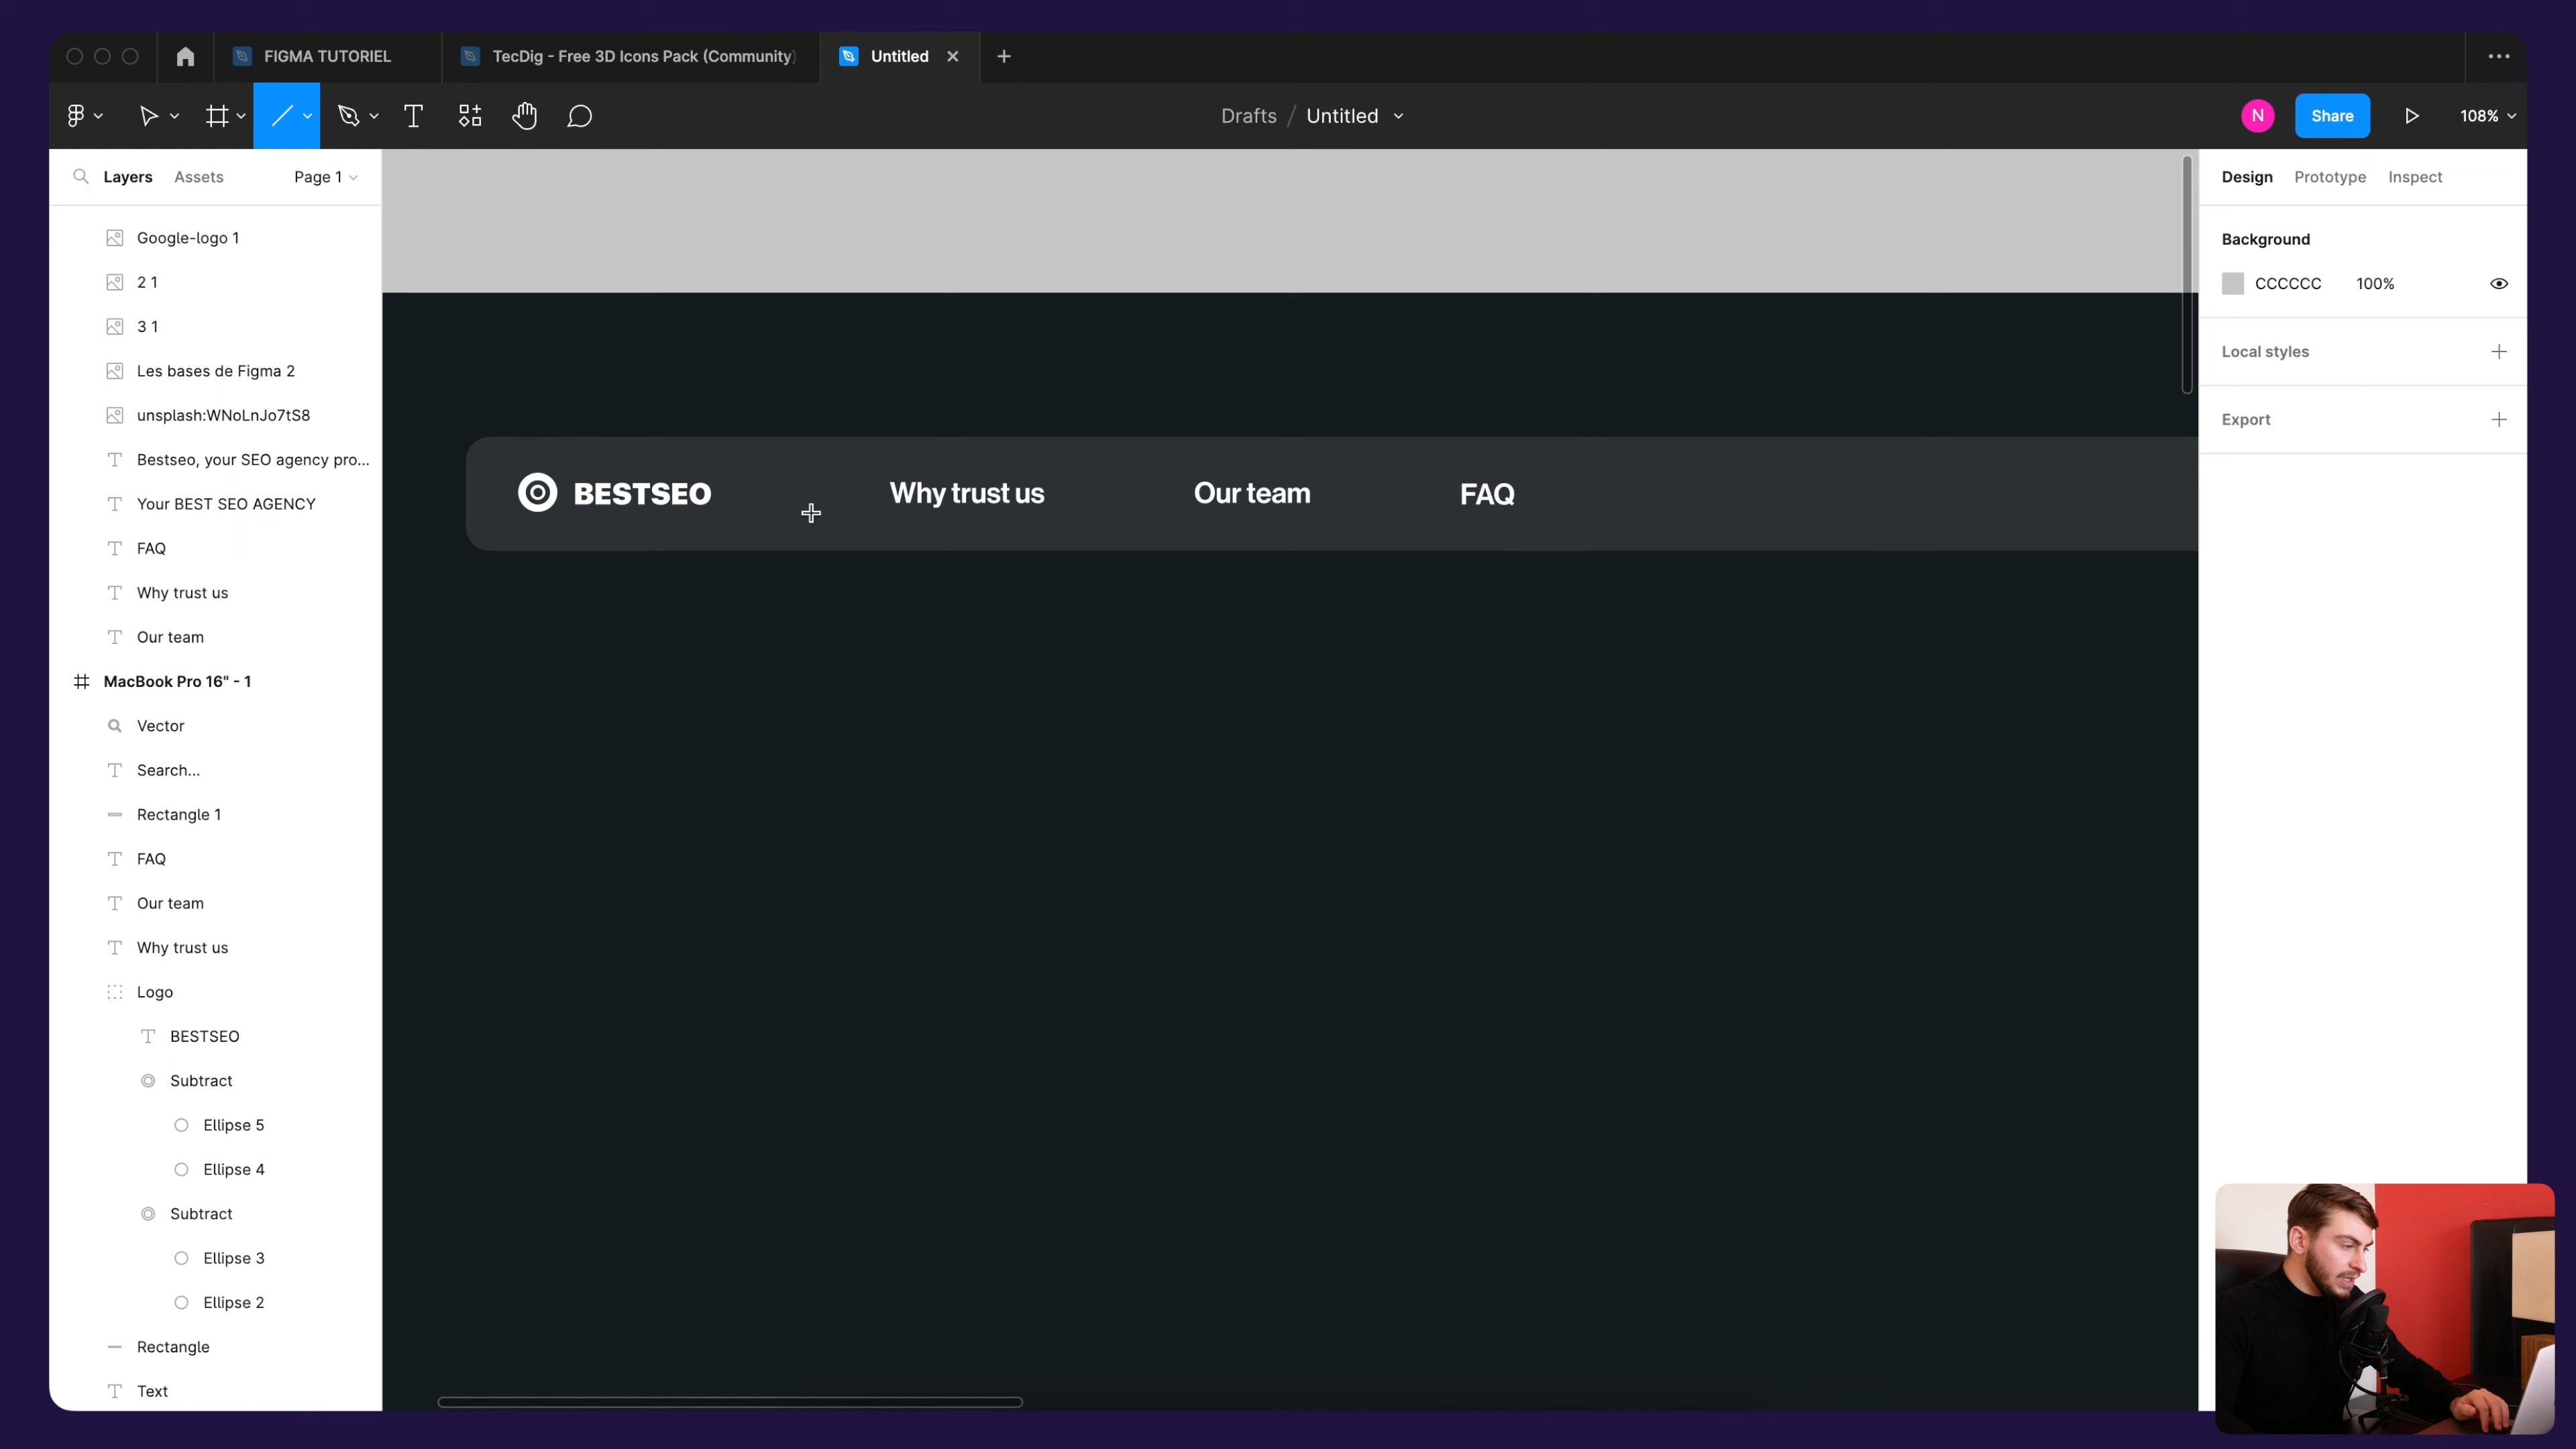 FIGMA TUTORIEL
TecDig - Free 3D Icons Pack (Community)
Untitled
Drafts / Untitled
N
Share
108%
Layers
Assets
Page 1
Design
Prototype
Inspect
Google-logo 1
2 1
3 1
Les bases de Figma 2
unsplash:WNoLnJo7tS8
Bestseo, your SEO agency pro...
Your BEST SEO AGENCY
FAQ
Why trust us
Our team
MacBook Pro 16" - 1
Vector
Search...
Rectangle 1
FAQ
Our team
Why trust us
Logo
BESTSEO
Subtract
Ellipse 5
Ellipse 4
Subtract
Ellipse 3
Ellipse 2
Rectangle
Text
BESTSEO
Why trust us
Our team
FAQ
Background
CCCCCC 100%
Local styles
Export